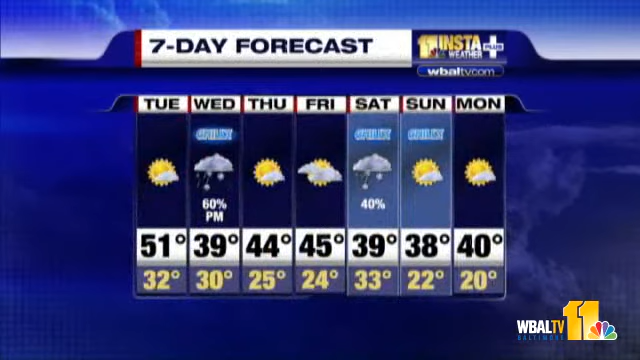 7-DAY FORECAST
11 INSTA
WEATHER PLUS
wbaltv.com
TUE WED THU FRI SAT SUN MON
CHILLY CHILLY CHILLY
60% 40%
PM
51° 39° 44° 45° 39° 38° 40°
32° 30° 25° 24° 33° 22° 20°
WBALTV 11
BALTIMORE